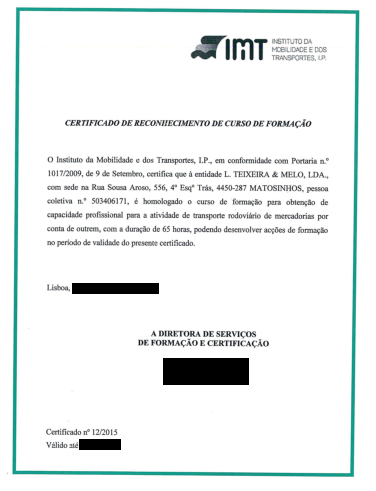 IMT INSTITUTO DA
MOBILIDADE E DOS
TRANSPORTES, I.P.
CERTIFICADO DE RECONHECIMENTO DE CURSO DE FORMAÇÃO
O Instituto da Mobilidade e dos Transportes, I.P., em conformidade com Portaria n.º
1017/2009, de 9 de Setembro, certifica que à entidade L. TEIXEIRA & MELO, LDA.,
com sede na Rua Sousa Aroso, 556, 4º Esqº Trás, 4450-287 MATOSINHOS, pessoa
coletiva n.º 503406171, é homologado o curso de formação para obtenção de
capacidade profissional para a atividade de transporte rodoviário de mercadorias por
conta de outrem, com a duração de 65 horas, podendo desenvolver acções de formação
no período de validade do presente certificado.
Lisboa,
A DIRETORA DE SERVIÇOS
DE FORMAÇÃO E CERTIFICAÇÃO
Certificado nº 12/2015
Válido até